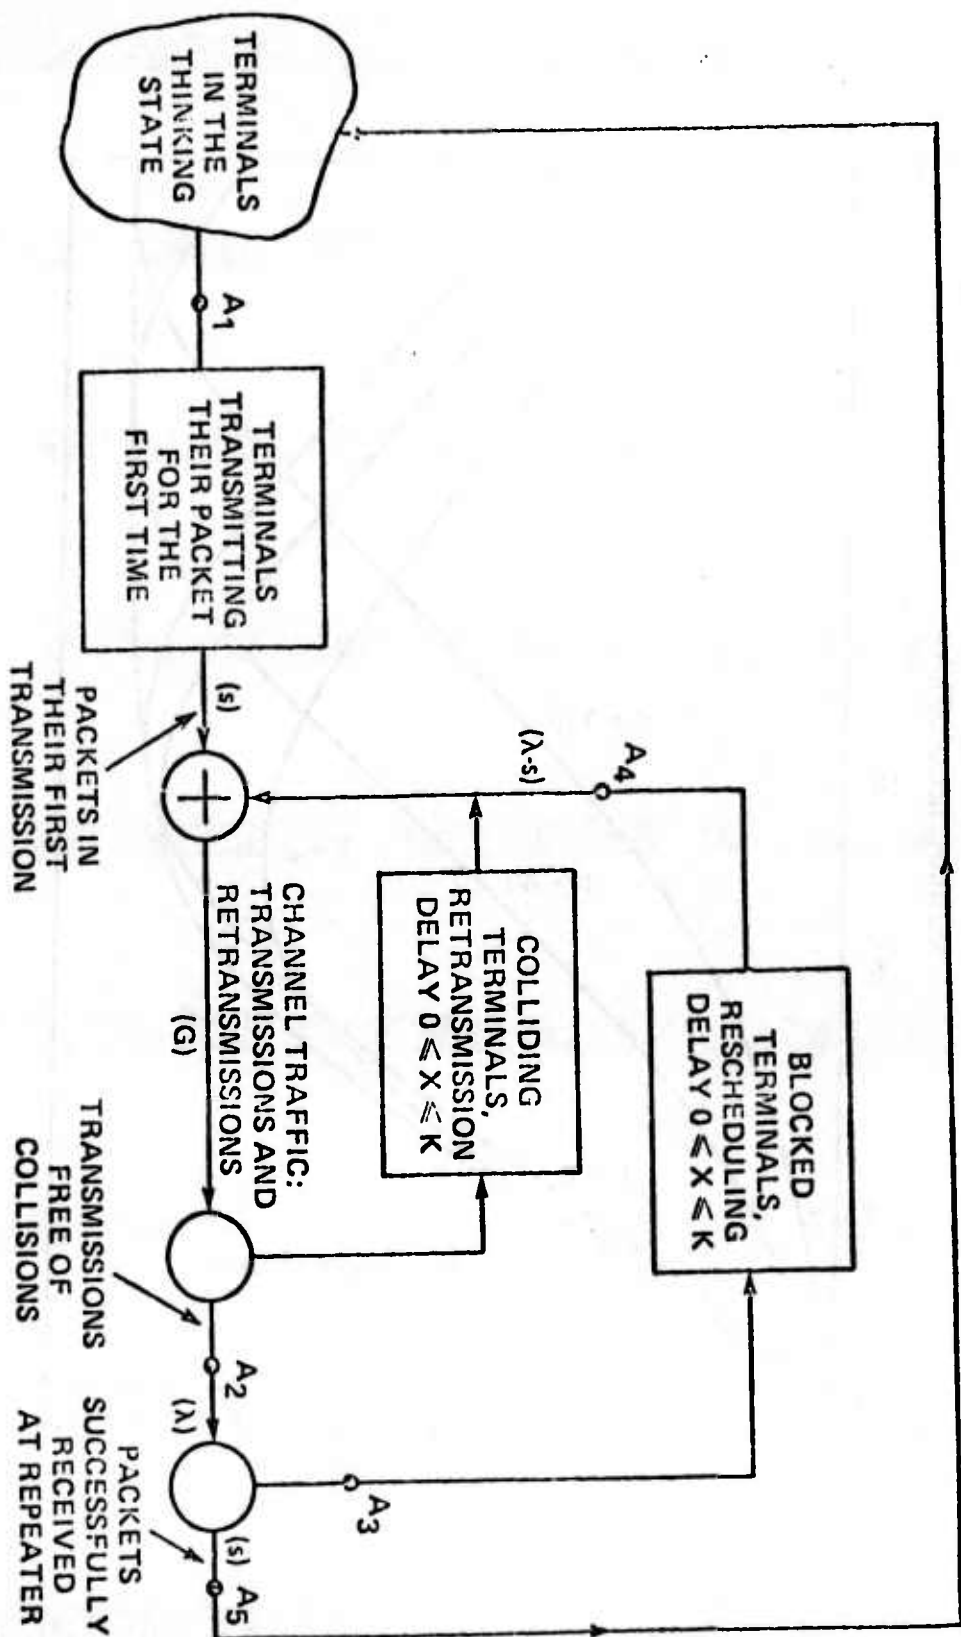 TERMINALS
IN THE
THINKING
STATE
A1
TERMINALS
TRANSMITTING
THEIR PACKET
FOR THE
FIRST TIME
(s)
PACKETS IN
THEIR FIRST
TRANSMISSION
A4
(λ-s)
BLOCKED
TERMINALS,
RESCHEDULING
DELAY 0 ⩽ X ⩽ K
COLLIDING
TERMINALS,
RETRANSMISSION
DELAY 0 ⩽ X ⩽ K
CHANNEL TRAFFIC:
TRANSMISSIONS AND
RETRANSMISSIONS
(G)
TRANSMISSIONS
FREE OF
COLLISIONS
A2
(λ)
A3
(s)
A5
PACKETS
SUCCESSFULLY
RECEIVED
AT REPEATER